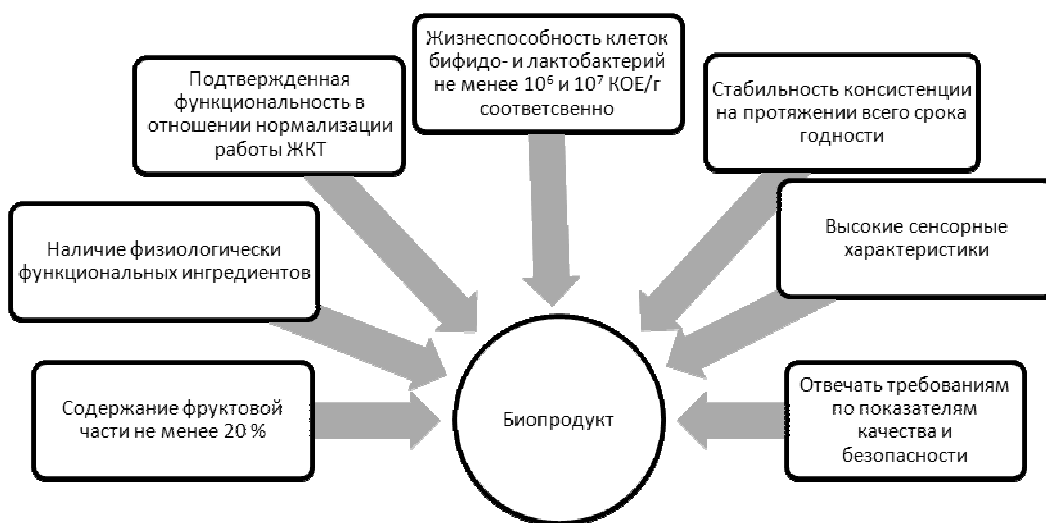 Жизнеспособность клеток
бифидо- и лактобактерий
не менее 10⁶ и 10⁷ КОЕ/г
соответсвенно
Подтвержденная
функциональность в
отношении нормализации
работы ЖКТ
Стабильность консистенции
на протяжении всего срока
годности
Наличие физиологически
функциональных ингредиентов
Высокие сенсорные
характеристики
Содержание фруктовой
части не менее 20 %
Биопродукт
Отвечать требованиям
по показателям
качества и
безопасности